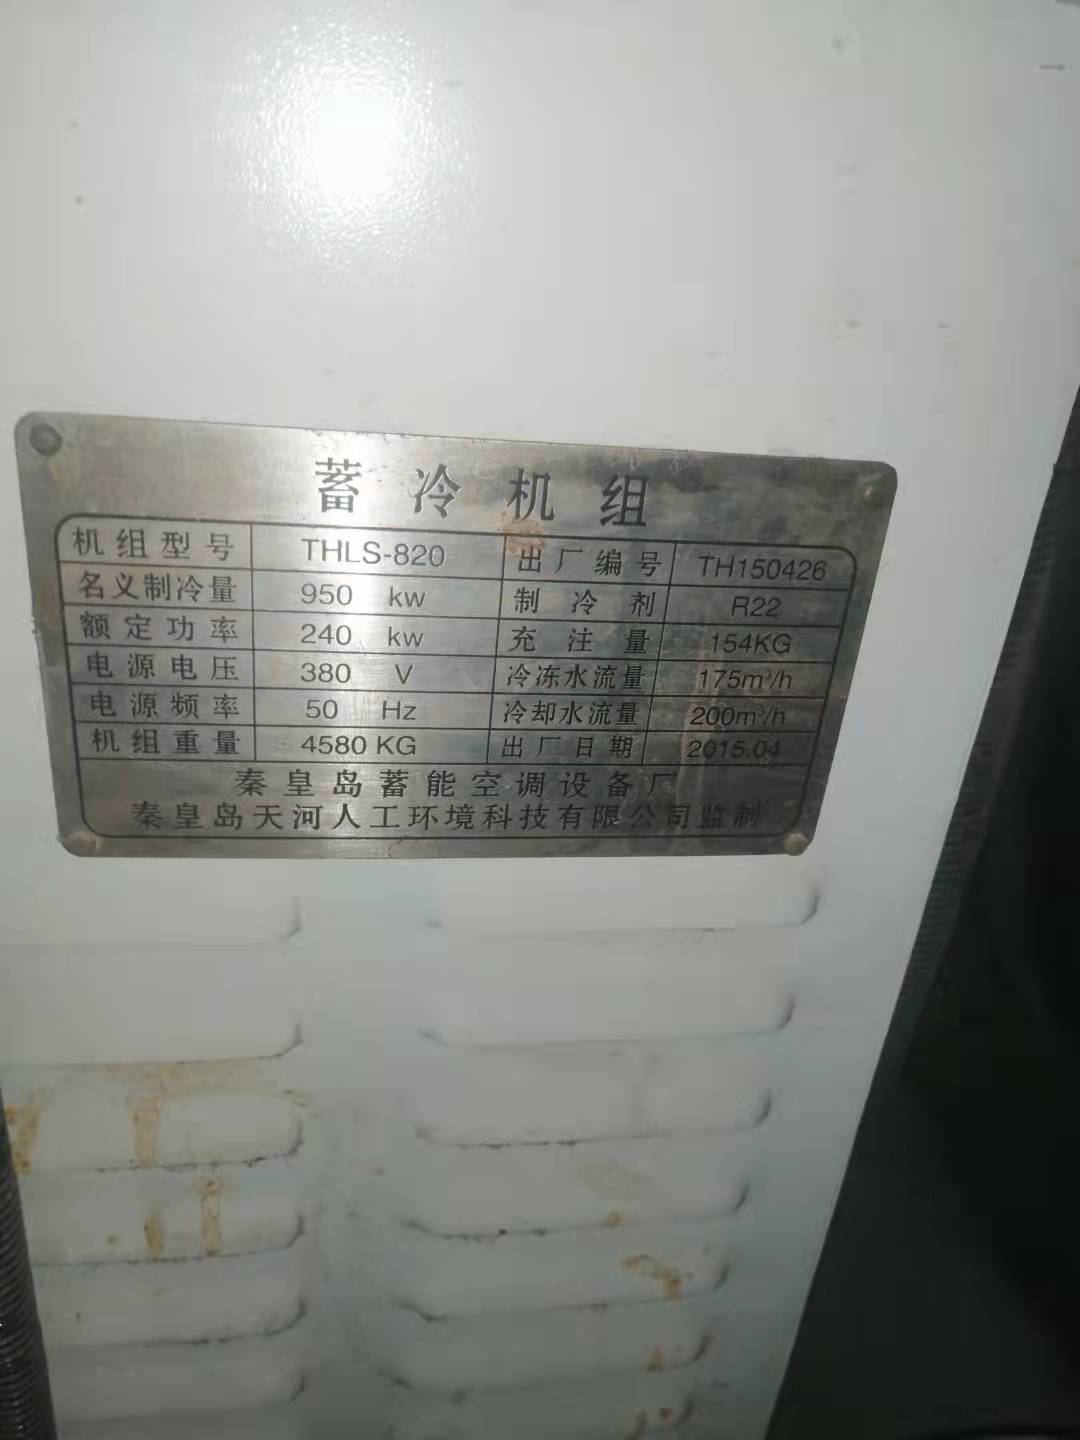 蓄冷机组
机组型号 THLS-820 出厂编号 TH150426
名义制冷量 950 kw 制冷剂 R22
额定功率 240 kw 充注量 154KG
电源电压 380 V 冷冻水流量 175m³/h
电源频率 50 Hz 冷却水流量 200m³/h
机组重量 4580 KG 出厂日期 2015.04
秦皇岛蓄能空调设备厂
秦皇岛天河人工环境科技有限公司监制